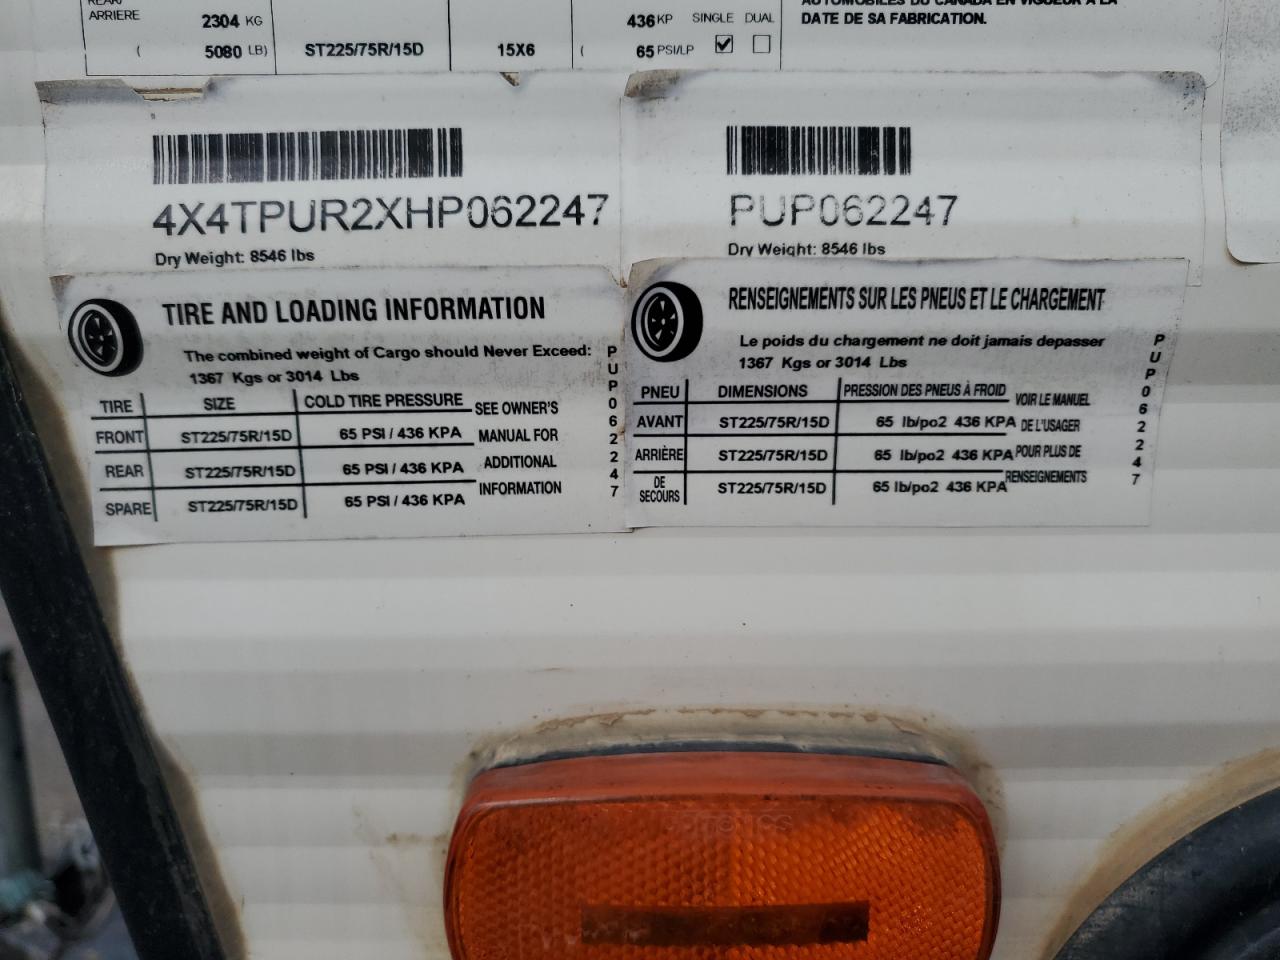 REAR/
ARRIERE
2304 KG
( 5080 LB)
ST225/75R/15D
15X6
436 KP
( 65 PSI/LP
SINGLE DUAL
AUTOMOBILES DU CANADA EN VIGUEUR A LA
DATE DE SA FABRICATION.
4X4TPUR2XHP062247
Dry Weight: 8546 lbs
PUP062247
Dry Weight: 8546 lbs
TIRE AND LOADING INFORMATION
The combined weight of Cargo should Never Exceed:
1367 Kgs or 3014 Lbs
TIRE SIZE COLD TIRE PRESSURE
FRONT ST225/75R/15D 65 PSI / 436 KPA
REAR ST225/75R/15D 65 PSI / 436 KPA
SPARE ST225/75R/15D 65 PSI / 436 KPA
SEE OWNER'S
MANUAL FOR
ADDITIONAL
INFORMATION
PUP062247
RENSEIGNEMENTS SUR LES PNEUS ET LE CHARGEMENT
Le poids du chargement ne doit jamais depasser
1367 Kgs or 3014 Lbs
PNEU DIMENSIONS PRESSION DES PNEUS À FROID
AVANT ST225/75R/15D 65 lb/po2 436 KPA
ARRIÈRE ST225/75R/15D 65 lb/po2 436 KPA
DE
SECOURS ST225/75R/15D 65 lb/po2 436 KPA
VOIR LE MANUEL
DE L'USAGER
POUR PLUS DE
RENSEIGNEMENTS
PUP062247